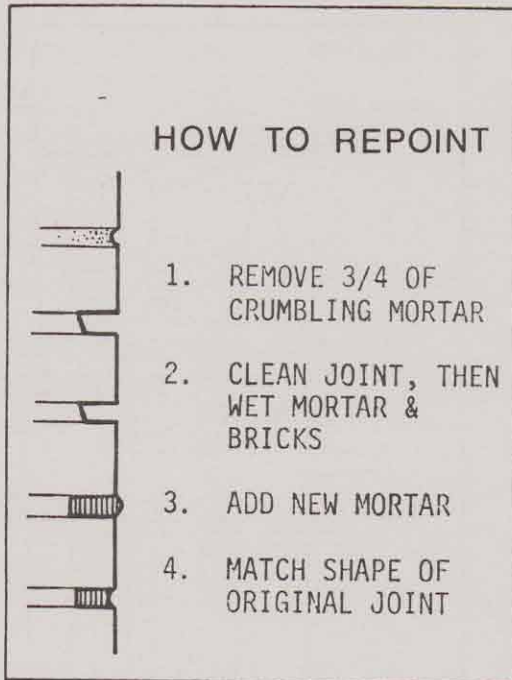 HOW TO REPOINT
1. REMOVE 3/4 OF
CRUMBLING MORTAR
2. CLEAN JOINT, THEN
WET MORTAR &
BRICKS
3. ADD NEW MORTAR
4. MATCH SHAPE OF
ORIGINAL JOINT